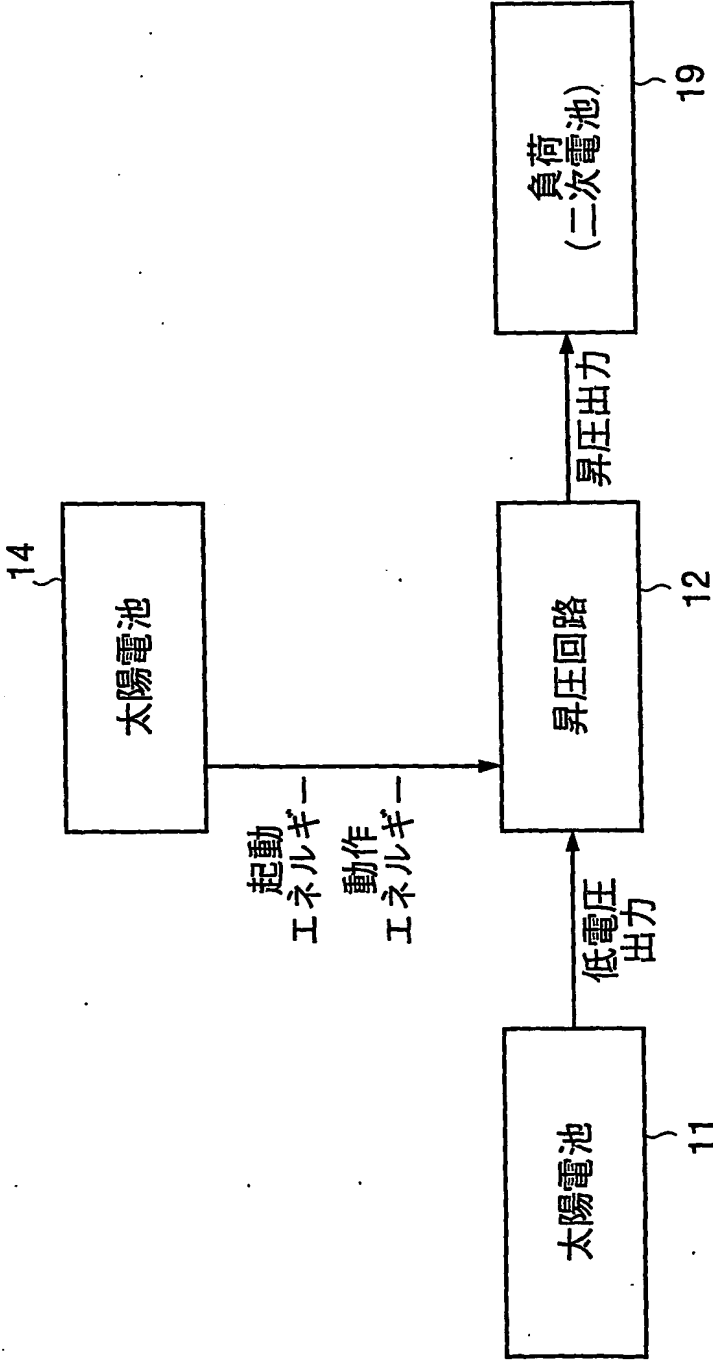 14
太陽電池
起動
エネルギー
動作
エネルギー
太陽電池
11
低電圧
出力
昇圧回路
12
昇圧出力
負荷
(二次電池)
19